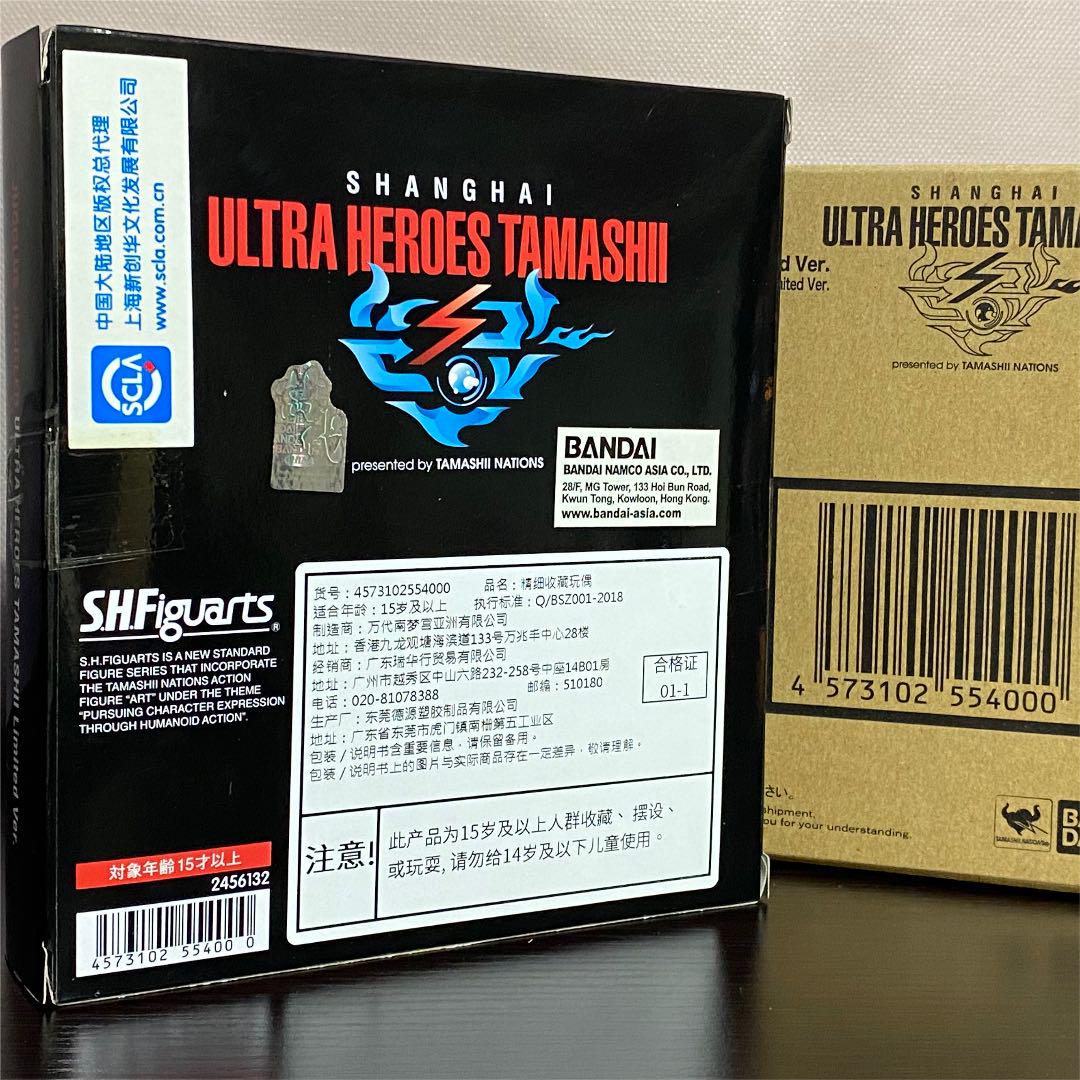 中国大陆地区版权总代理
上海新创华文化发展有限公司
www.scla.com.cn
SCLA
SHANGHAI
ULTRA HEROES TAMASHII
presented by TAMASHII NATIONS
BANDAI
BANDAI NAMCO ASIA CO., LTD.
28/F, MG Tower, 133 Hoi Bun Road,
Kwun Tong, Kowloon, Hong Kong.
www.bandai-asia.com
S.H.Figuarts®
S.H.FIGUARTS IS A NEW STANDARD
FIGURE SERIES THAT INCORPORATE
THE TAMASHII NATIONS ACTION
FIGURE "ART" UNDER THE THEME
"PURSUING CHARACTER EXPRESSION
THROUGH HUMANOID ACTION".
货号：4573102554000 品名：精细收藏玩偶
适合年龄：15岁及以上 执行标准：Q/BSZ001-2018
制造商：万代南梦宫亚洲有限公司
地址：香港九龙观塘海滨道133号万兆丰中心28楼
经销商：广东瑞华行贸易有限公司
地址：广州市越秀区中山六路232-258号中座14B01房
电话：020-81078388 邮编：510180
生产厂：东莞德源塑胶制品有限公司
地址：广东省东莞市虎门镇南栅第五工业区
包装/说明书含重要信息，请保留备用。
包装/说明书上的图片与实际商品存在一定差异，敬请理解。
合格证
01-1
注意!
此产品为15岁及以上人群收藏、摆设、
或玩耍,请勿给14岁及以下儿童使用。
対象年齢15才以上
2456132
4573102 55400 0
ULTRA HEROES TAMASHII Limited Ver.
SHANGHAI
ULTRA HEROES TAMA
d Ver.
ited Ver.
presented by TAMASHII NATIONS
4 573102 554000
さい。
shipment.
ou for your understanding.
TAMASHII NATIONS